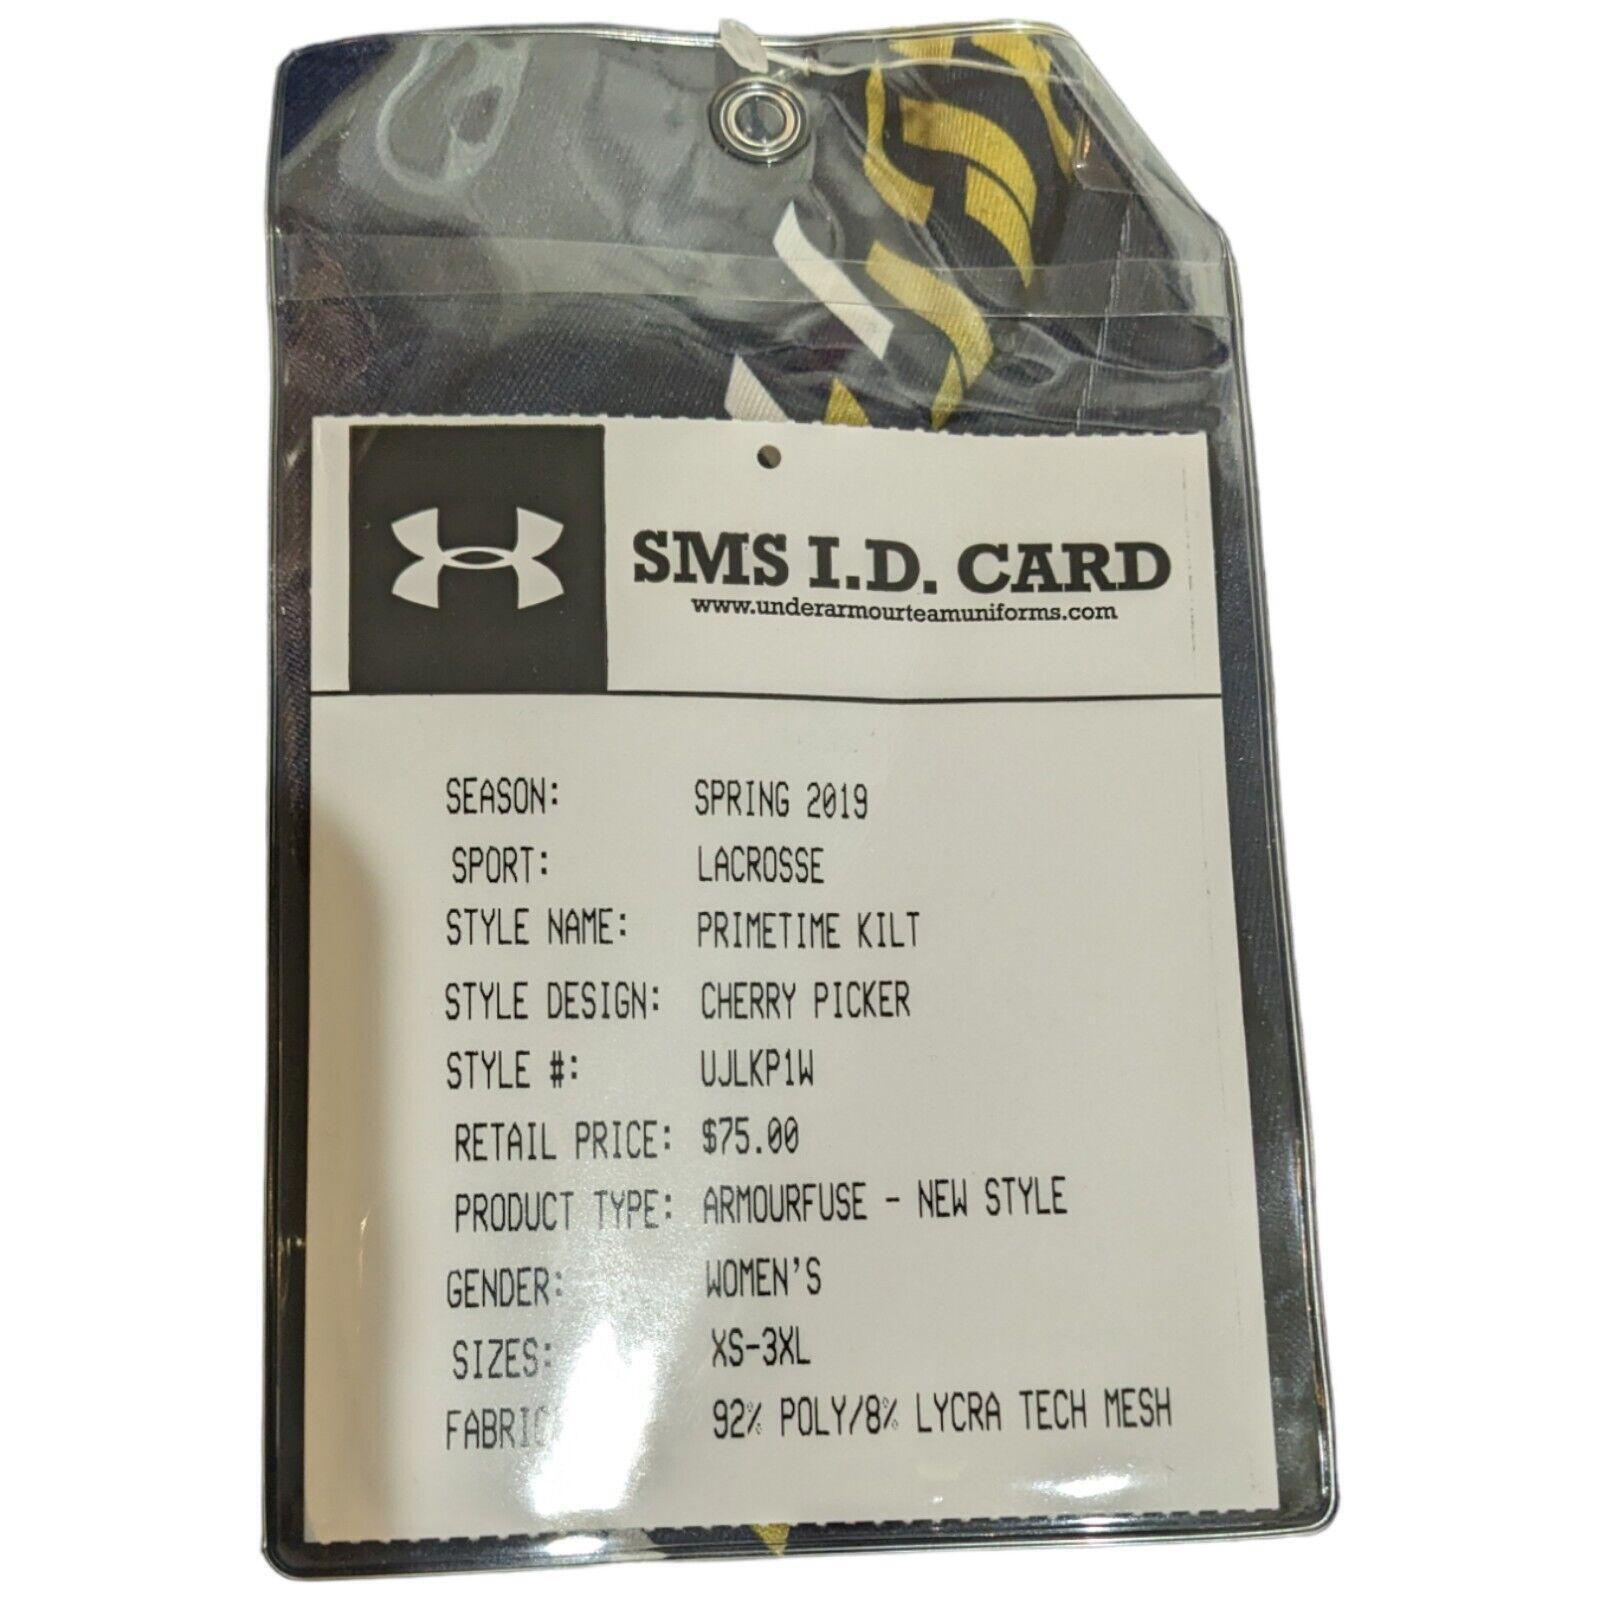 SMS I.D. CARD
www.underarmourteamuniforms.com
SEASON: SPRING 2019
SPORT: LACROSSE
STYLE NAME: PRIMETIME KILT
STYLE DESIGN: CHERRY PICKER
STYLE #: UJLKP1W
RETAIL PRICE: $75.00
PRODUCT TYPE: ARMOURFUSE - NEW STYLE
GENDER: WOMEN'S
SIZES: XS-3XL
FABRIC 92% POLY/8% LYCRA TECH MESH